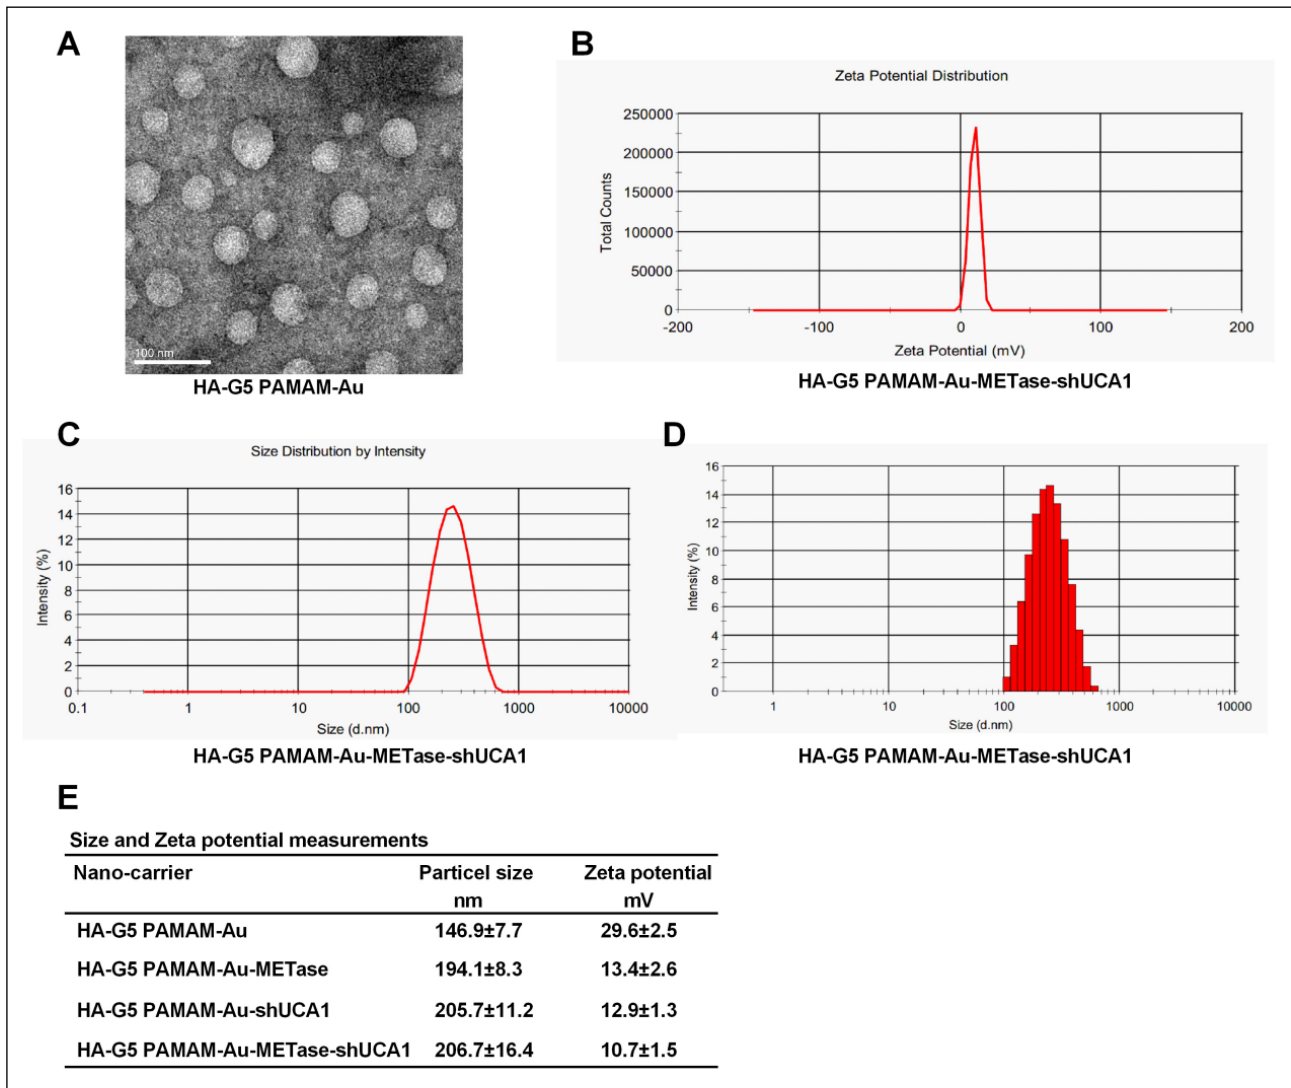 A
100 nm
HA-G5 PAMAM-Au
B
Zeta Potential Distribution
Total Counts
250000
200000
150000
100000
50000
0
-200 -100 0 100 200
Zeta Potential (mV)
HA-G5 PAMAM-Au-METase-shUCA1
C
Size Distribution by Intensity
Intensity (%)
16
14
12
10
8
6
4
2
0
0.1 1 10 100 1000 10000
Size (d.nm)
HA-G5 PAMAM-Au-METase-shUCA1
D
Intensity (%)
16
14
12
10
8
6
4
2
0
1 10 100 1000 10000
Size (d.nm)
HA-G5 PAMAM-Au-METase-shUCA1
E
Size and Zeta potential measurements
Nano-carrier Particel size Zeta potential
nm mV
HA-G5 PAMAM-Au 146.9±7.7 29.6±2.5
HA-G5 PAMAM-Au-METase 194.1±8.3 13.4±2.6
HA-G5 PAMAM-Au-shUCA1 205.7±11.2 12.9±1.3
HA-G5 PAMAM-Au-METase-shUCA1 206.7±16.4 10.7±1.5